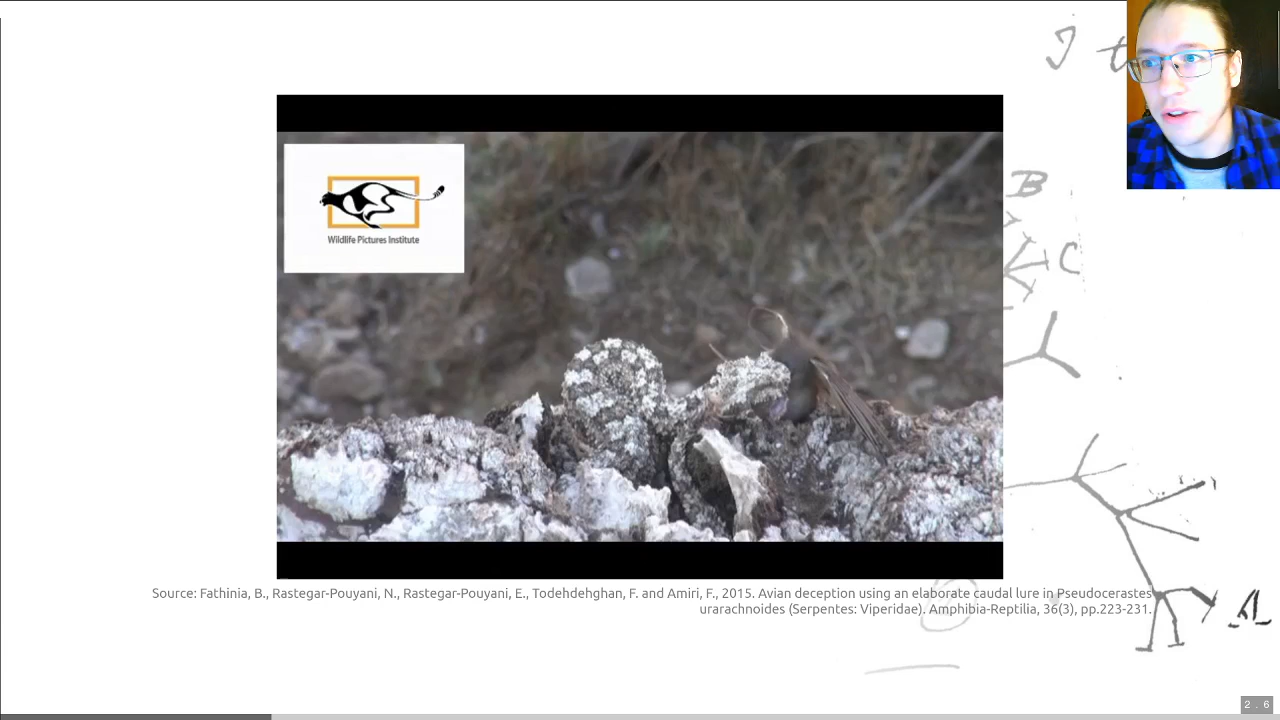 I t
B
Wildlife Pictures Institute
C
Source: Fathinia, B., Rastegar-Pouyani, N., Rastegar-Pouyani, E., Todehdehghan, F. and Amiri, F., 2015. Avian deception using an elaborate caudal lure in Pseudocerastes
urarachnoides (Serpentes: Viperidae). Amphibia-Reptilia, 36(3), pp.223-231.
A
2 . 6